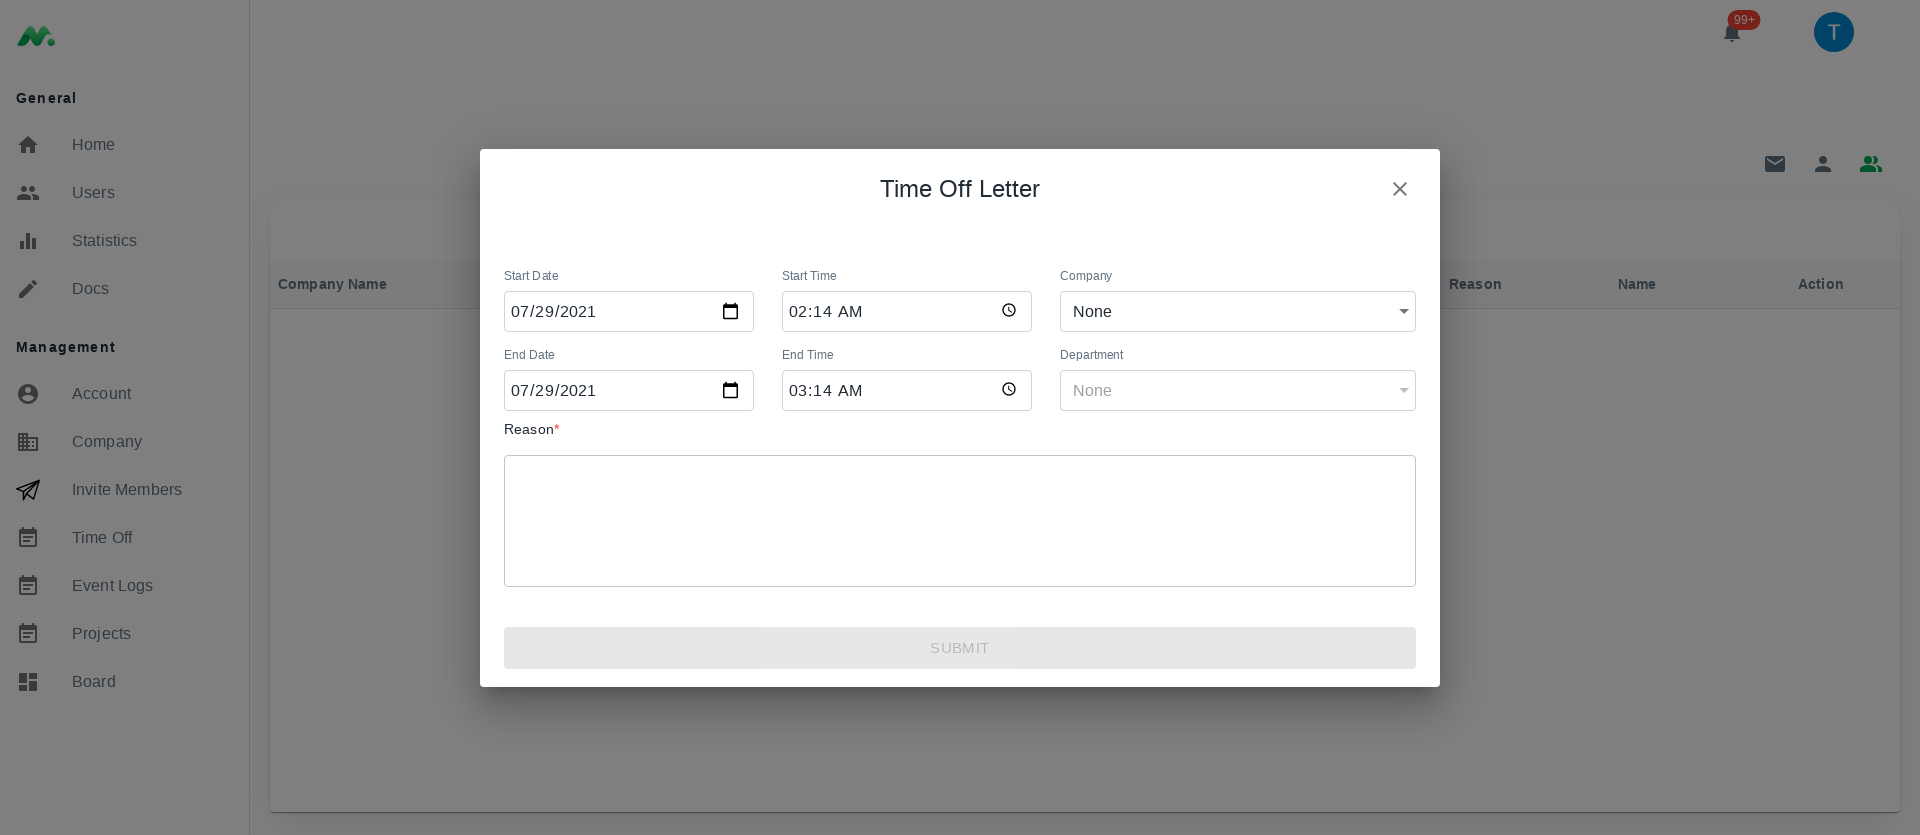 99+
T
General
Home
Users
Statistics
Docs
Management
Account
Company
Invite Members
Time Off
Event Logs
Projects
Board
Company Name
Reason
Name
Action
Time Off Letter
Start Date
Start Time
Company
07/29/2021
02:14 AM
None
End Date
End Time
Department
07/29/2021
03:14 AM
None
Reason*
SUBMIT